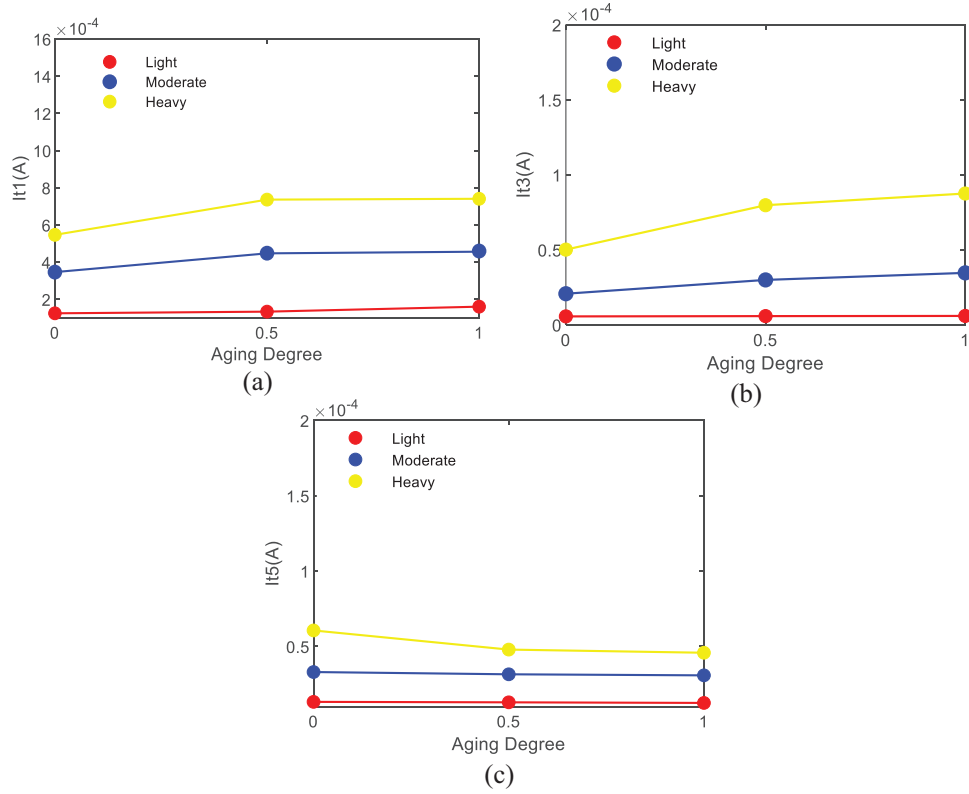 ×10-4
16
14
12
10
8
6
4
2
It1(A)
Light
Moderate
Heavy
0
0.5
1
Aging Degree
(a)
×10-4
2
1.5
1
0.5
0
It3(A)
Light
Moderate
Heavy
0
0.5
1
Aging Degree
(b)
×10-4
2
1.5
1
0.5
It5(A)
Light
Moderate
Heavy
0
0.5
1
Aging Degree
(c)